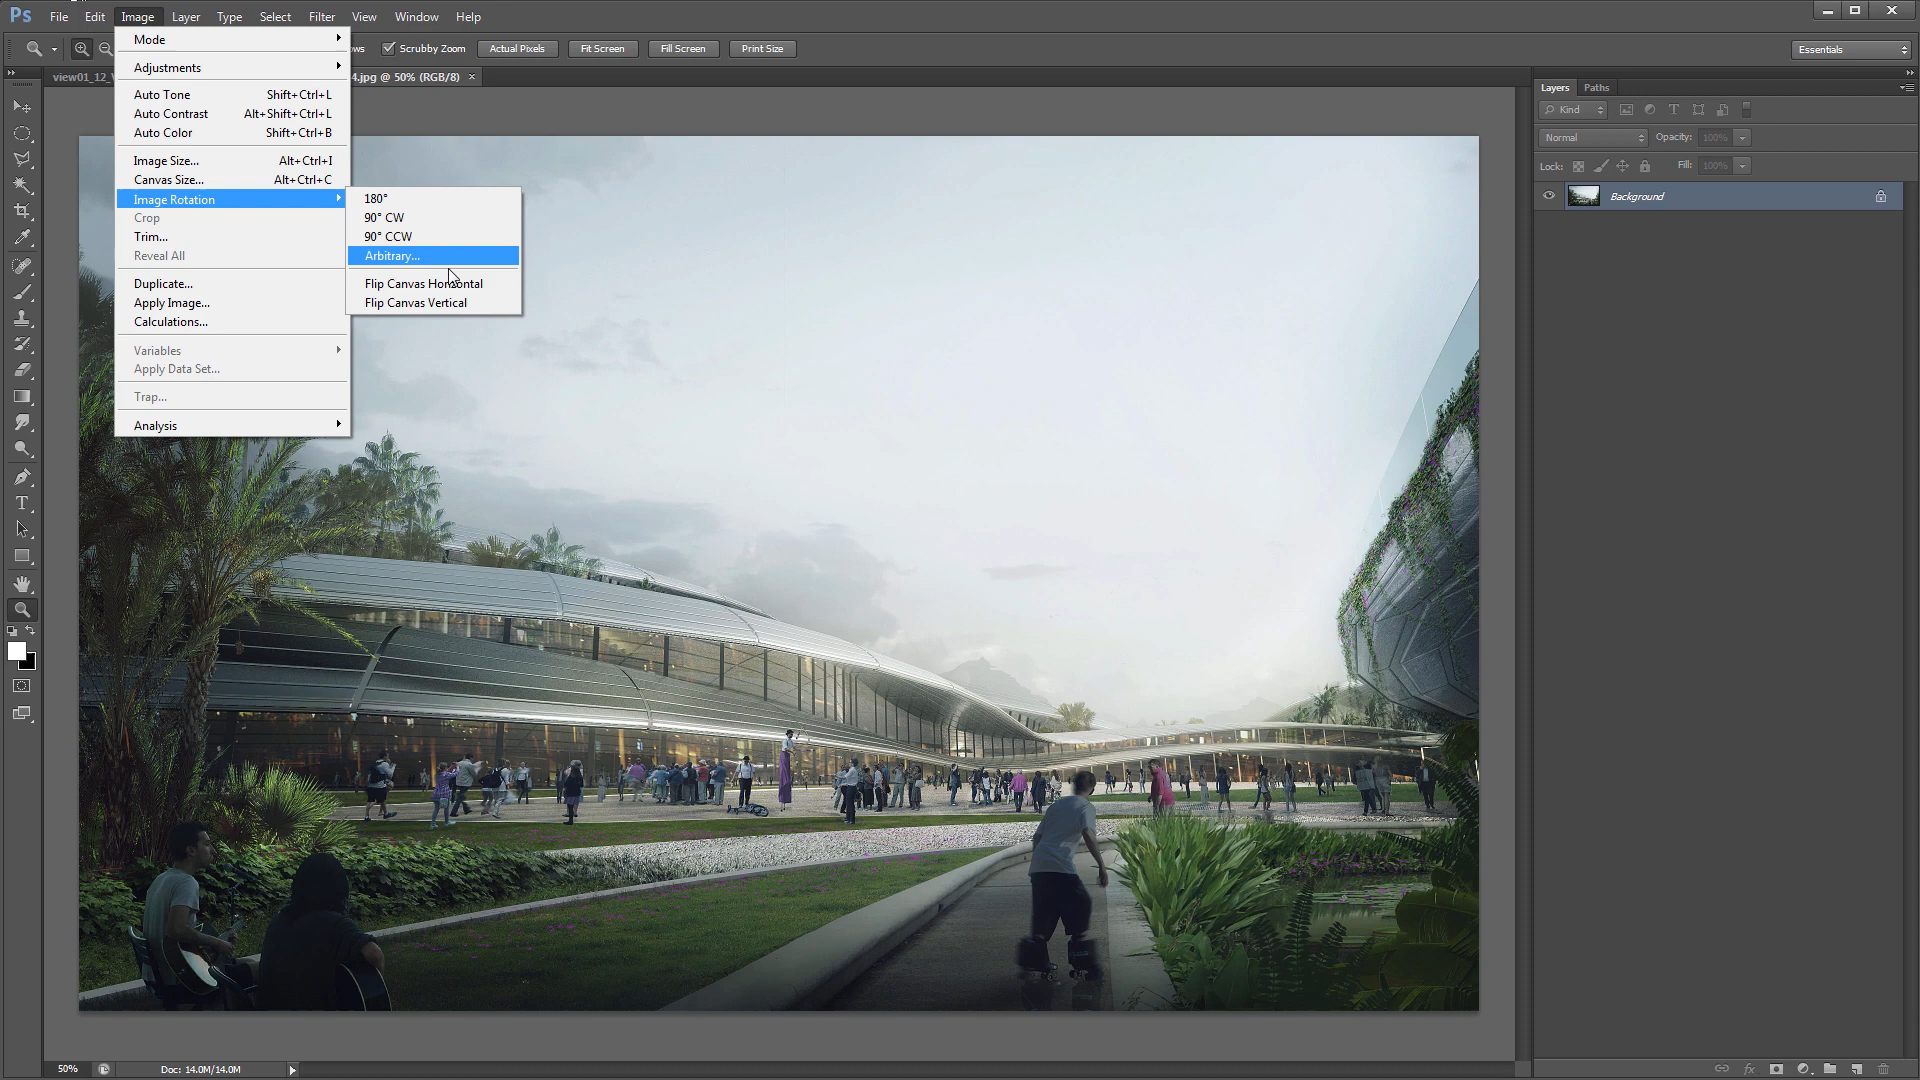 Ps File Edit Image Layer Type Select Filter View Window Help
ws Scrubby Zoom Actual Pixels Fit Screen Fill Screen Print Size Essentials
view01_12_ 4.jpg @ 50% (RGB/8) ×
Mode
Adjustments
Auto Tone Shift+Ctrl+L
Auto Contrast Alt+Shift+Ctrl+L
Auto Color Shift+Ctrl+B
Image Size... Alt+Ctrl+I
Canvas Size... Alt+Ctrl+C
Image Rotation
Crop
Trim...
Reveal All
Duplicate...
Apply Image...
Calculations...
Variables
Apply Data Set...
Trap...
Analysis
180°
90° CW
90° CCW
Arbitrary...
Flip Canvas Horizontal
Flip Canvas Vertical
Layers Paths
Kind
Normal Opacity: 100%
Lock: Fill: 100%
Background
50% Doc: 14.0M/14.0M
fx